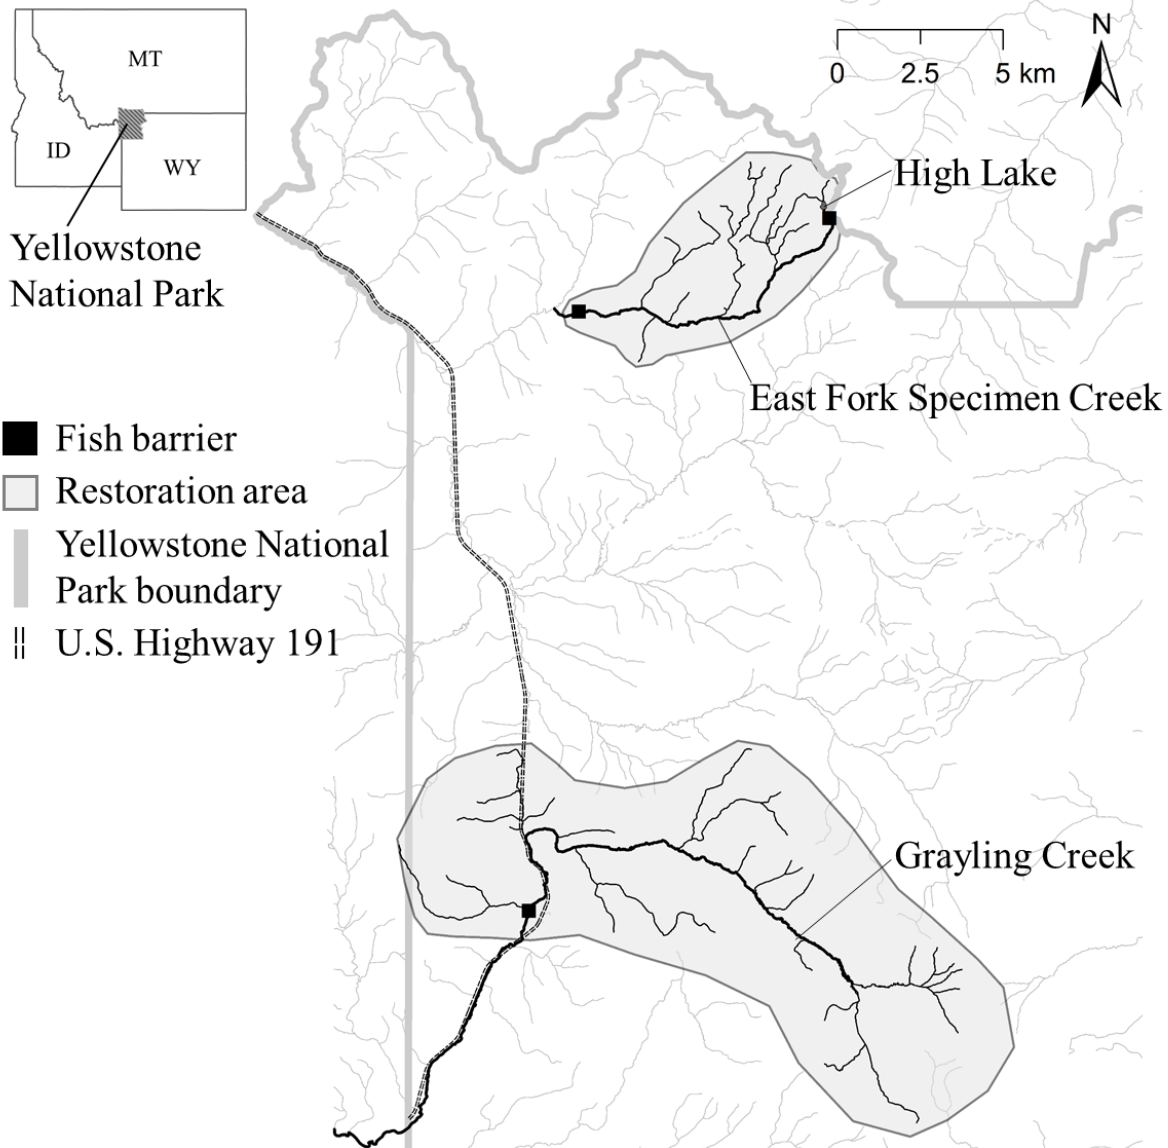 MT
ID
WY
Yellowstone
National Park
0 2.5 5 km
N
High Lake
East Fork Specimen Creek
Fish barrier
Restoration area
Yellowstone National
Park boundary
U.S. Highway 191
Grayling Creek